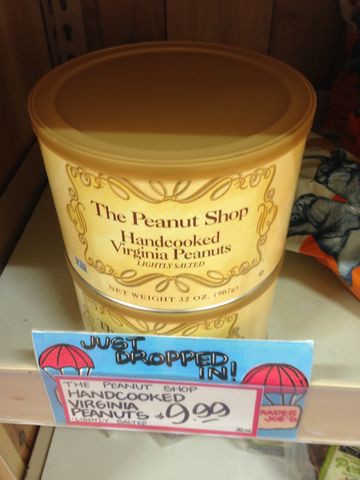 The Peanut Shop
Handcooked
Virginia Peanuts
LIGHTLY SALTED
NET WEIGHT 32 OZ. (907g)
JUST
DROPPED
IN!
THE PEANUT SHOP
HANDCOOKED
VIRGINIA
PEANUTS $9.99
LIGHTLY SALTED
TRADER
JOE'S